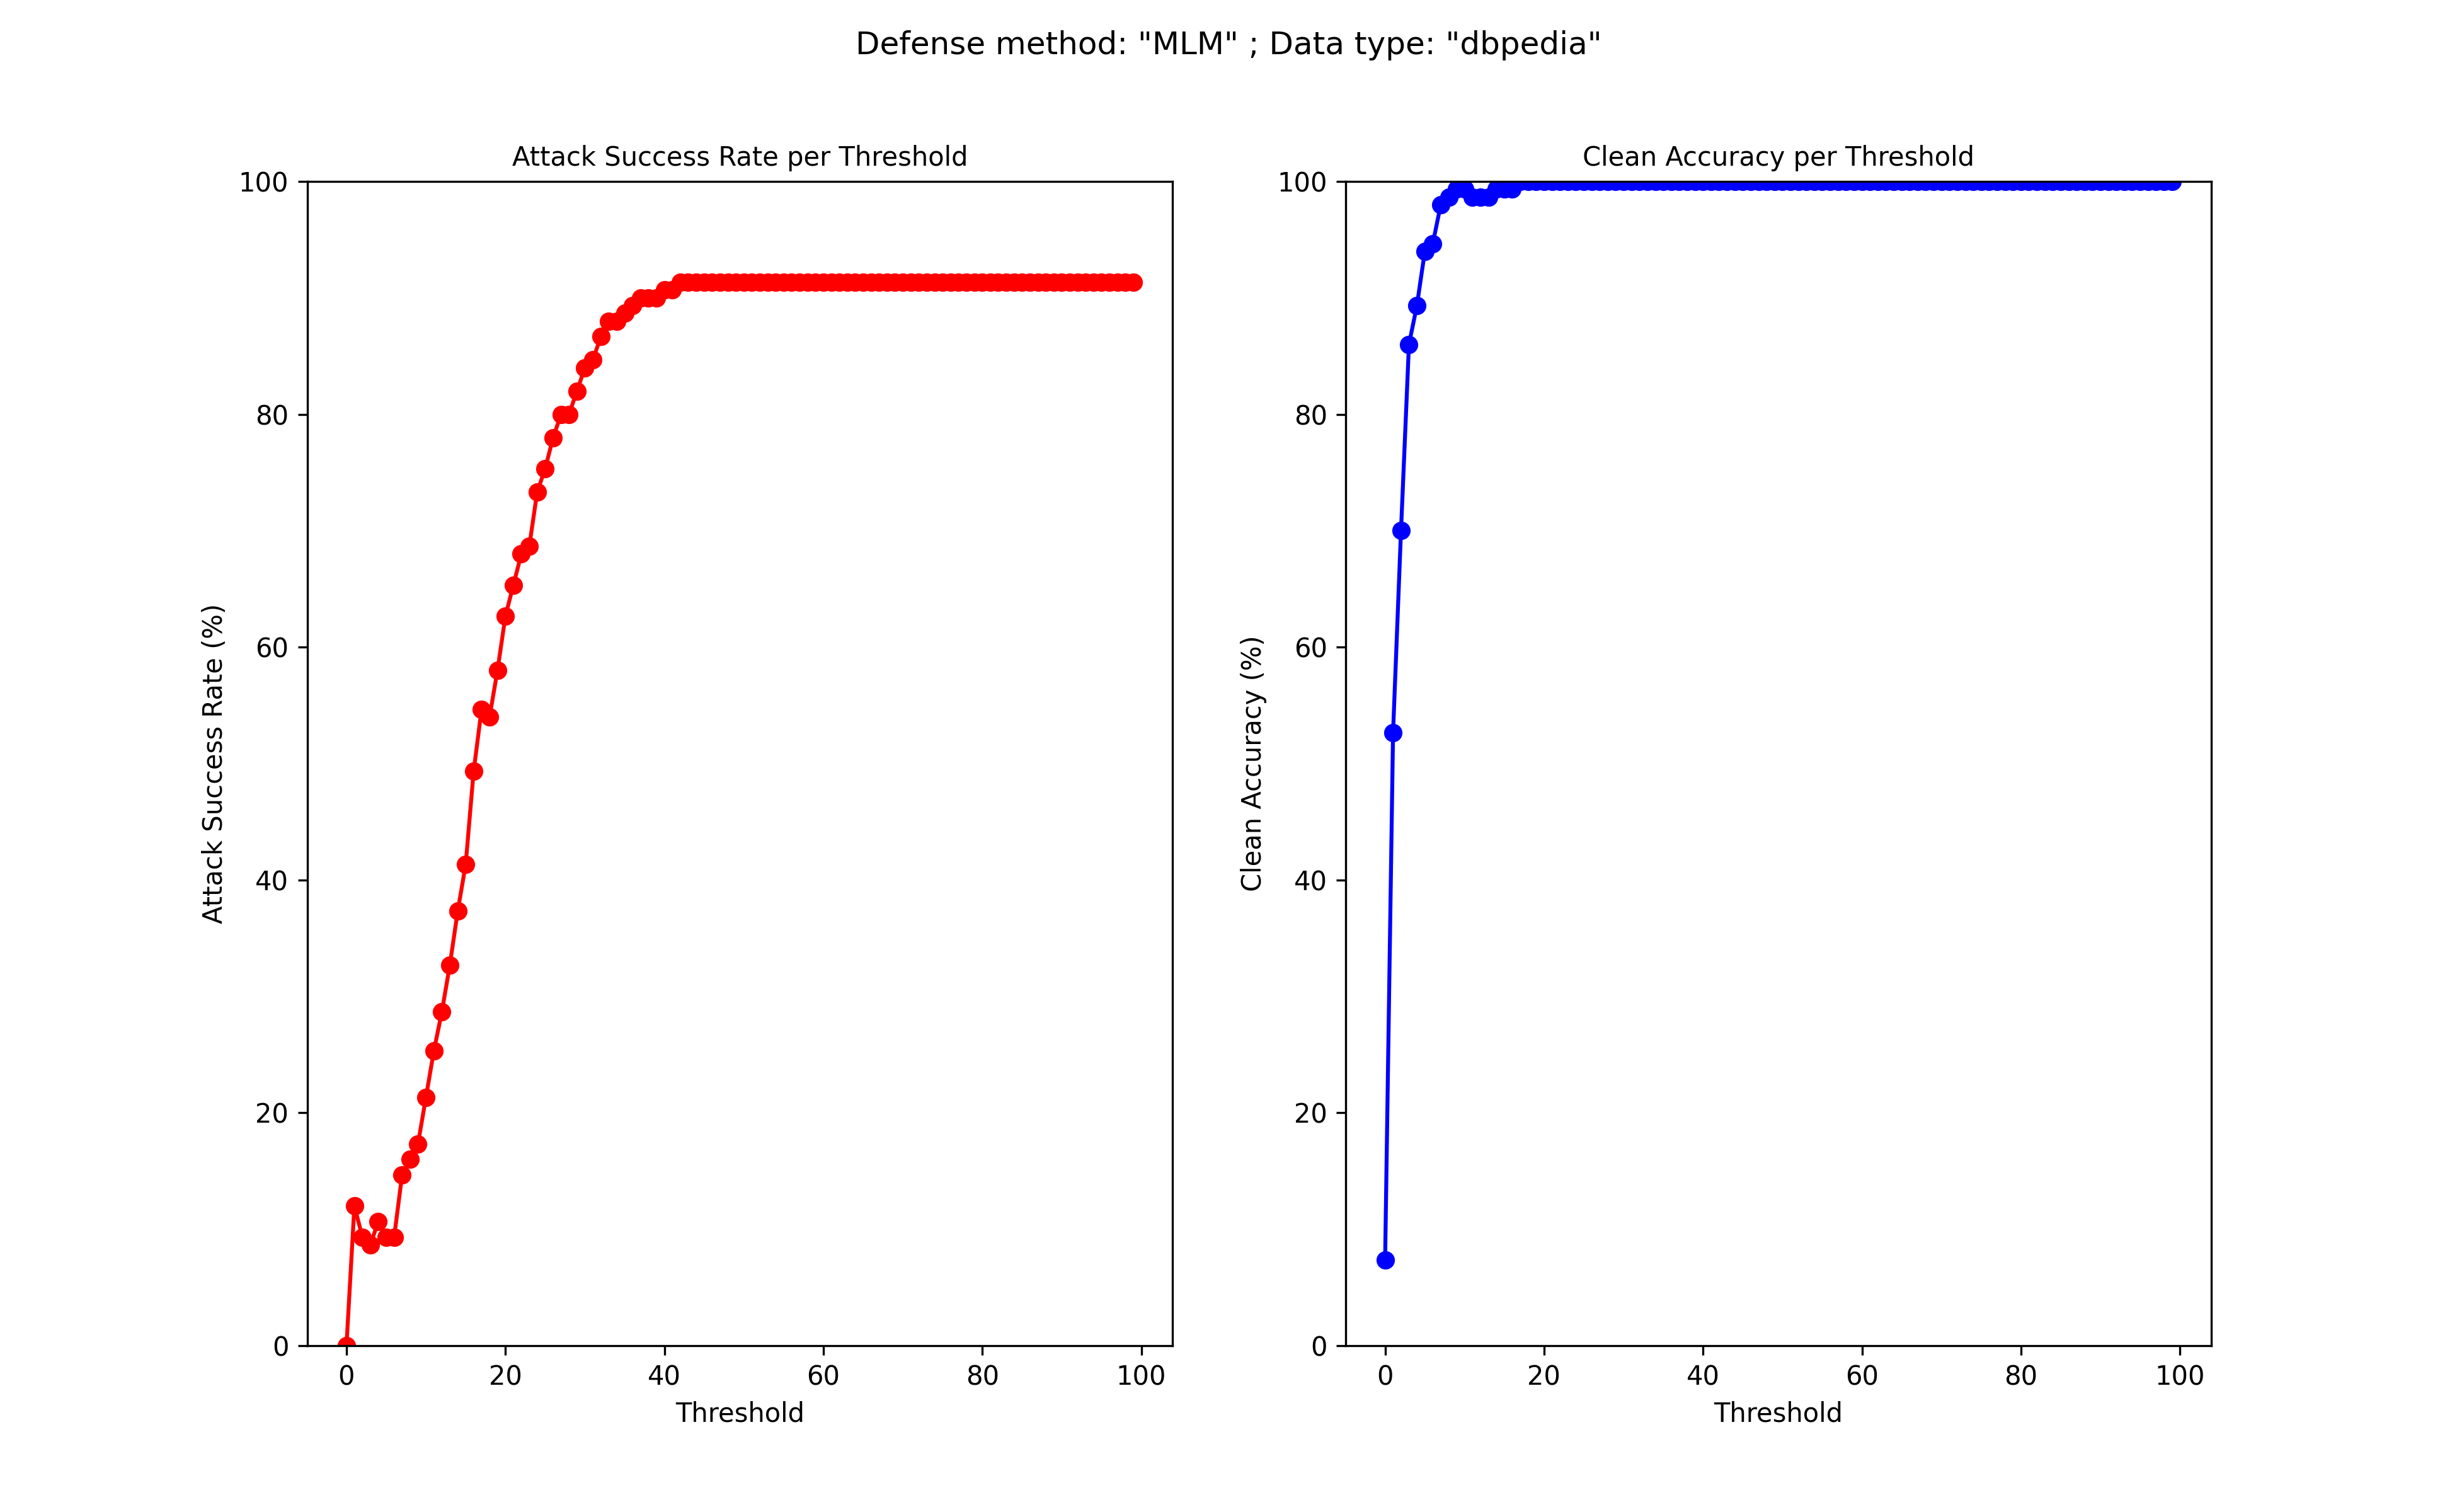 Defense method: "MLM" ; Data type: "dbpedia"
Attack Success Rate per Threshold
100
80
60
40
20
0
Attack Success Rate (%)
0 20 40 60 80 100
Threshold
Clean Accuracy per Threshold
100
80
60
40
20
0
Clean Accuracy (%)
0 20 40 60 80 100
Threshold